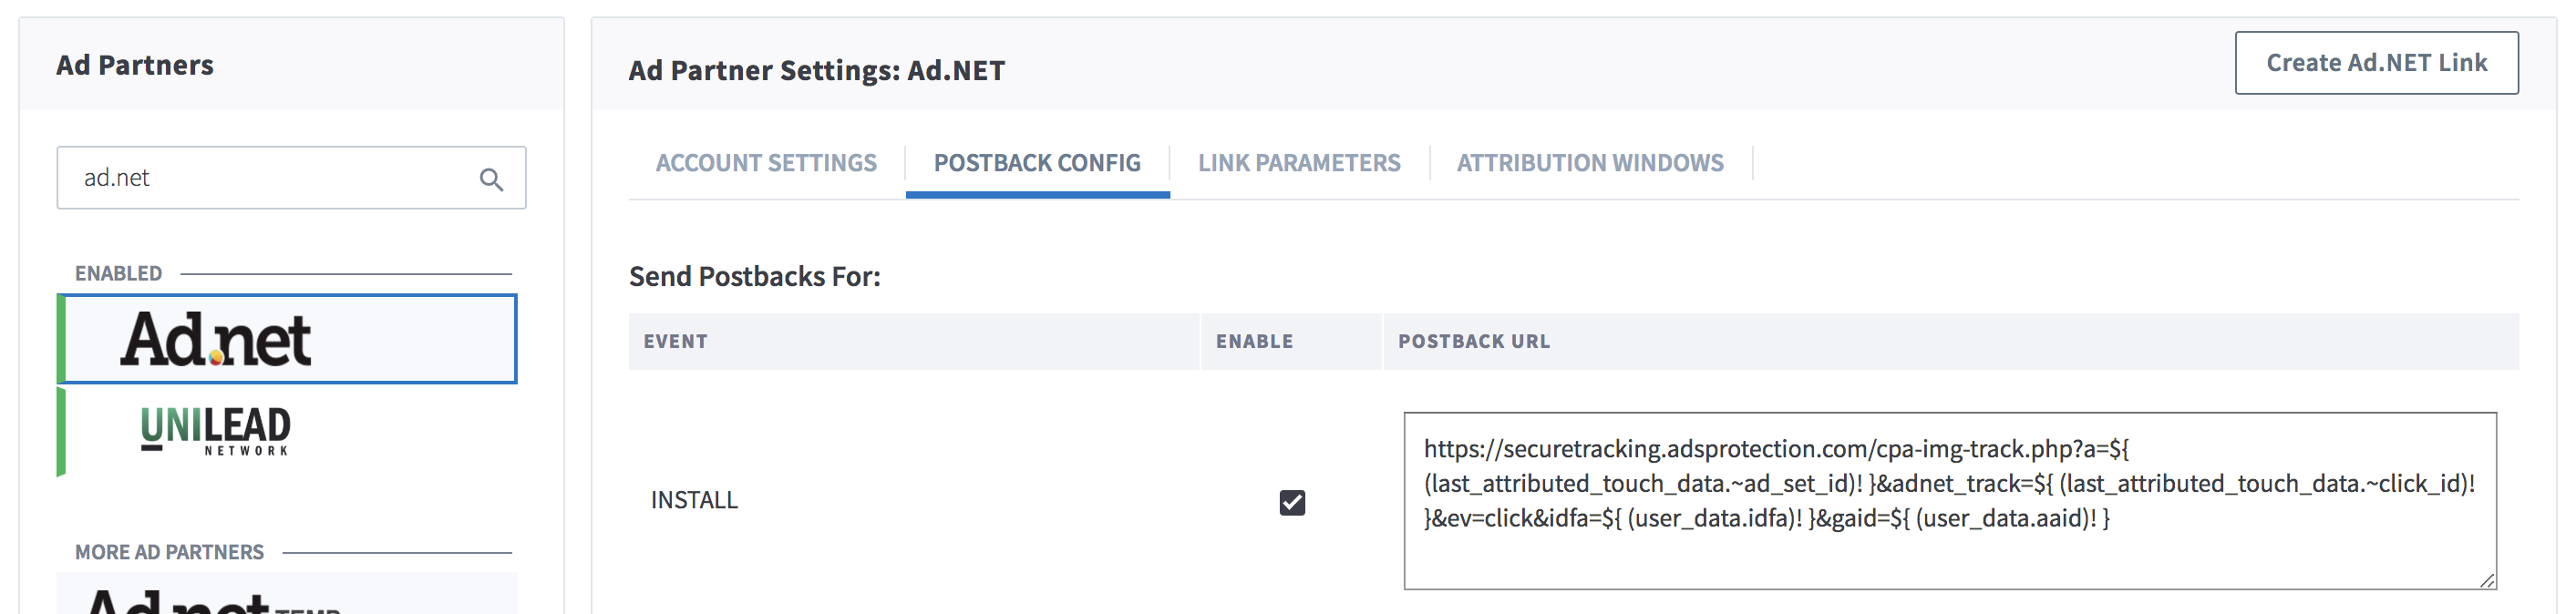 Ad Partners
ad.net
ENABLED
Ad.net
UNILEAD
NETWORK
MORE AD PARTNERS
Ad.net TEMP
Ad Partner Settings: Ad.NET
Create Ad.NET Link
ACCOUNT SETTINGS
POSTBACK CONFIG
LINK PARAMETERS
ATTRIBUTION WINDOWS
Send Postbacks For:
EVENT
ENABLE
POSTBACK URL
INSTALL
https://securetracking.adsprotection.com/cpa-img-track.php?a=${
(last_attributed_touch_data.~ad_set_id)! }&adnet_track=${ (last_attributed_touch_data.~click_id)!
}&ev=click&idfa=${ (user_data.idfa)! }&gaid=${ (user_data.aaid)! }